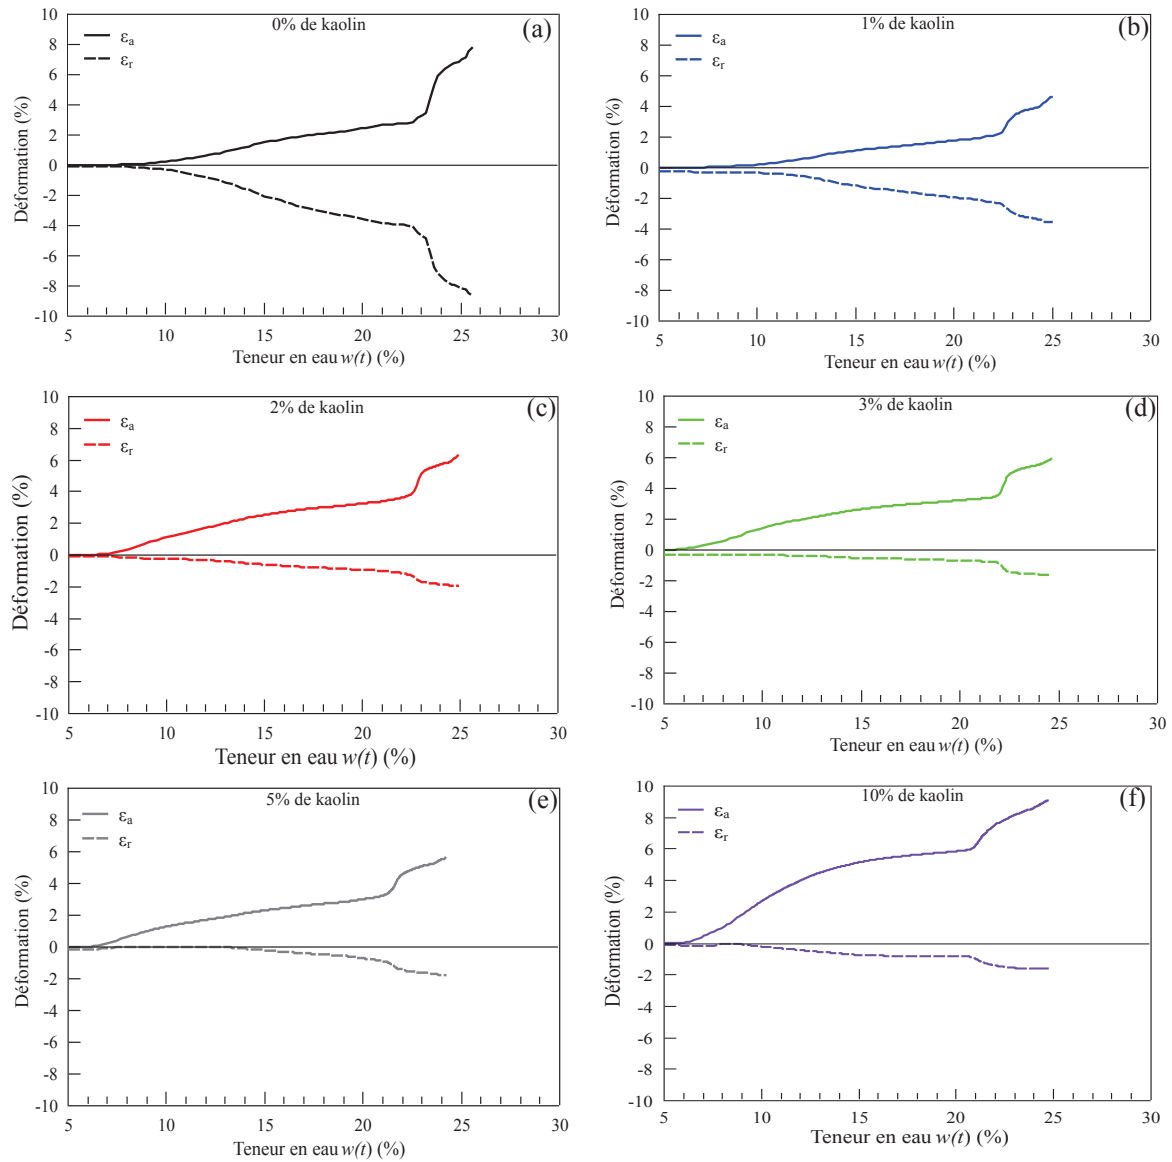 0% de kaolin
(a)
εa
εr
Déformation (%)
10
8
6
4
2
0
-2
-4
-6
-8
-10
5 10 15 20 25 30
Teneur en eau w(t) (%)
1% de kaolin
(b)
εa
εr
Déformation (%)
10
8
6
4
2
0
-2
-4
-6
-8
-10
5 10 15 20 25 30
Teneur en eau w(t) (%)
2% de kaolin
(c)
εa
εr
Déformation (%)
10
8
6
4
2
0
-2
-4
-6
-8
-10
5 10 15 20 25 30
Teneur en eau w(t) (%)
3% de kaolin
(d)
εa
εr
Déformation (%)
10
8
6
4
2
0
-2
-4
-6
-8
-10
5 10 15 20 25 30
Teneur en eau w(t) (%)
5% de kaolin
(e)
εa
εr
Déformation (%)
10
8
6
4
2
0
-2
-4
-6
-8
-10
5 10 15 20 25 30
Teneur en eau w(t) (%)
10% de kaolin
(f)
εa
εr
Déformation (%)
10
8
6
4
2
0
-2
-4
-6
-8
-10
5 10 15 20 25 30
Teneur en eau w(t) (%)